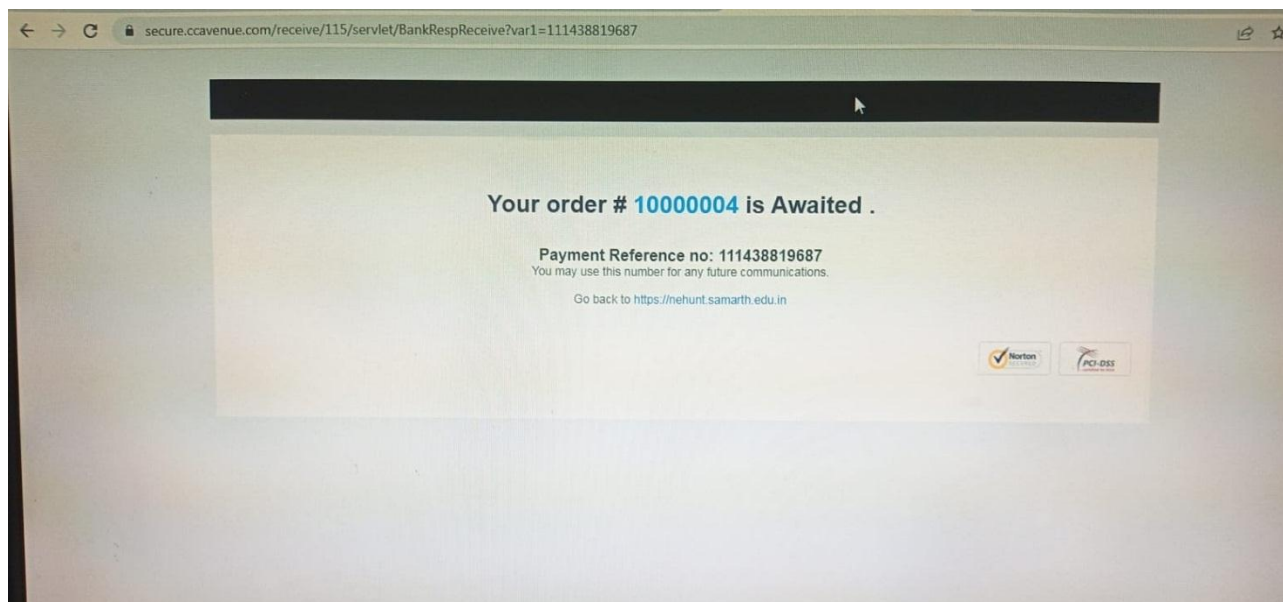 secure.ccavenue.com/receive/115/servlet/BankRespReceive?var1=111438819687
Your order # 10000004 is Awaited .
Payment Reference no: 111438819687
You may use this number for any future communications.
Go back to https://nehunt.samarth.edu.in
Norton
PCI-DSS